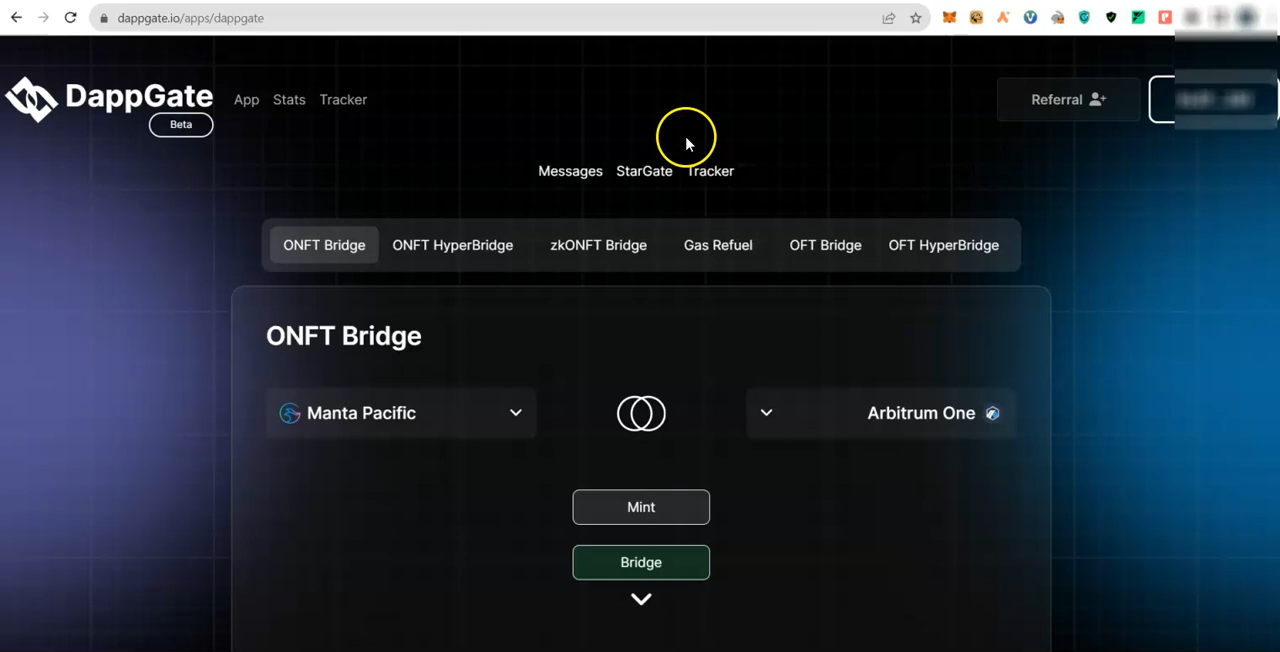 dappgate.io/apps/dappgate
DappGate
Beta
App Stats Tracker
Referral
Messages StarGate Tracker
ONFT Bridge ONFT HyperBridge zkONFT Bridge Gas Refuel OFT Bridge OFT HyperBridge
ONFT Bridge
Manta Pacific
Arbitrum One
Mint
Bridge